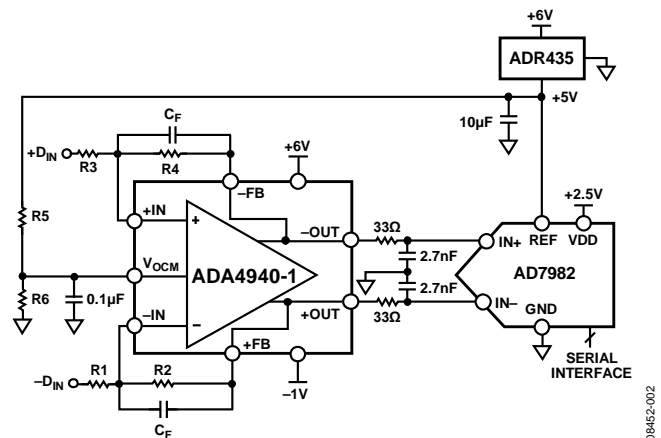 +6V
ADR435
+5V
10µF
CF
+DIN
R3
R4
+6V
–FB
+2.5V
R5
+IN
+
–OUT
33Ω
IN+
REF
VDD
2.7nF
VOCM
ADA4940-1
AD7982
R6
0.1µF
2.7nF
–IN
–
+OUT
33Ω
IN–
GND
+FB
–DIN
R1
R2
–1V
SERIAL
INTERFACE
CF
08452-002